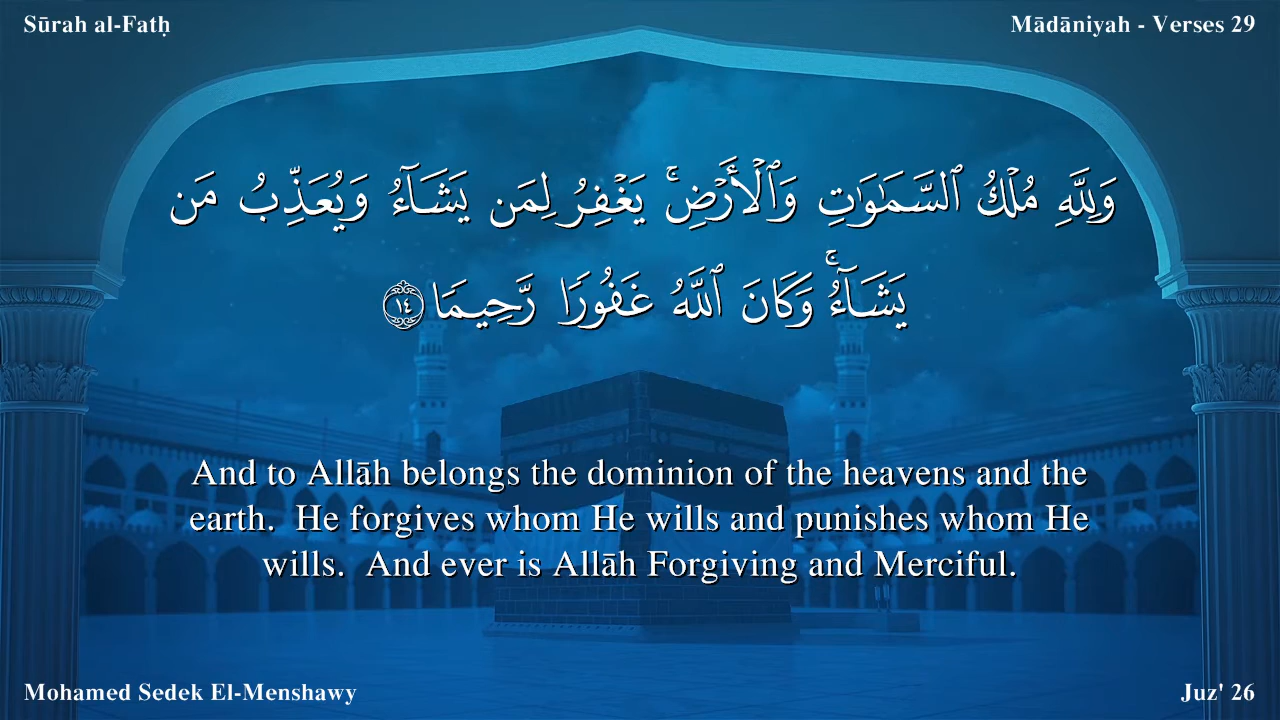 Sūrah al-Fatḥ
Mādāniyah - Verses 29
وَلِلَّهِ مُلْكُ ٱلسَّمَـٰوَٰتِ وَٱلْأَرْضِ ۚ يَغْفِرُ لِمَن يَشَآءُ وَيُعَذِّبُ مَن
يَشَآءُ ۚ وَكَانَ ٱللَّهُ غَفُورًا رَّحِيمًا ١٤
And to Allāh belongs the dominion of the heavens and the
earth.  He forgives whom He wills and punishes whom He
wills.  And ever is Allāh Forgiving and Merciful.
Mohamed Sedek El-Menshawy
Juz' 26